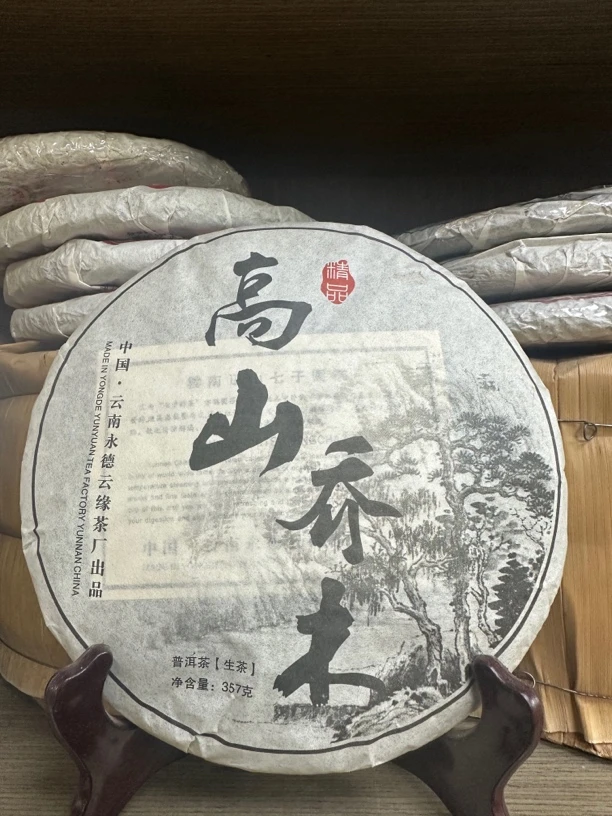 高山乔木
精品
中国·云南永德云缘茶厂出品
MADE IN YONGDE YUNYUAN TEA FACTORY YUNNAN CHINA
普洱茶【生茶】
净含量：357克